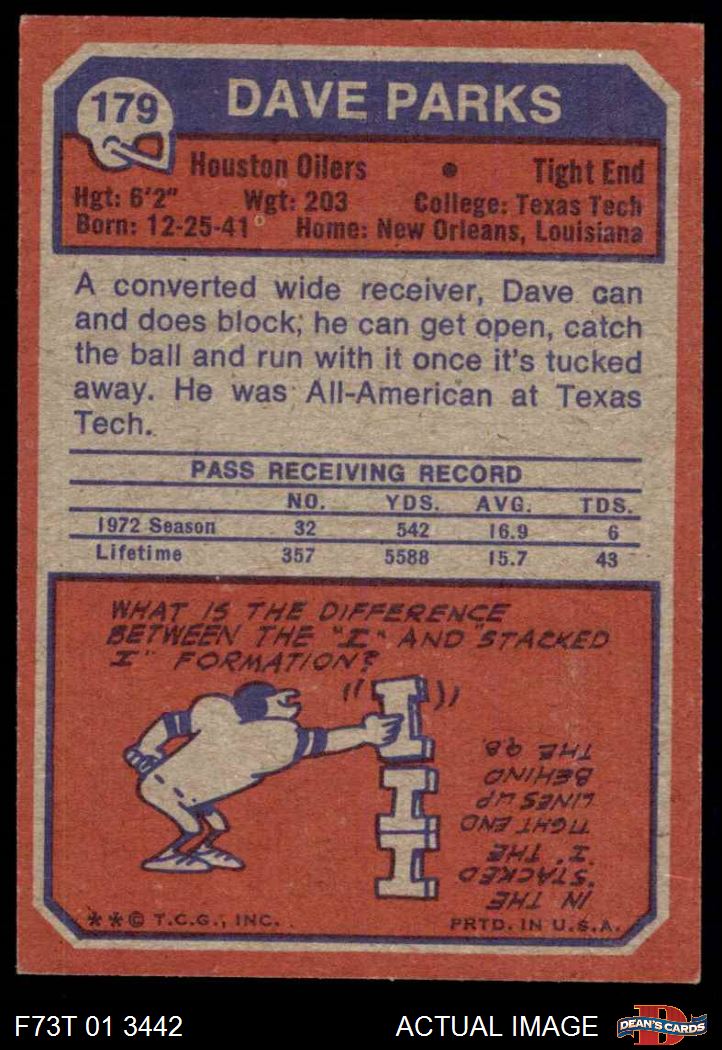 179
DAVE PARKS
Houston Oilers • Tight End
Hgt: 6'2" Wgt: 203 College: Texas Tech
Born: 12-25-41 Home: New Orleans, Louisiana
A converted wide receiver, Dave can
and does block; he can get open, catch
the ball and run with it once it's tucked
away. He was All-American at Texas
Tech.
PASS RECEIVING RECORD
NO. YDS. AVG. TDS.
1972 Season 32 542 16.9 6
Lifetime 357 5588 15.7 43
WHAT IS THE DIFFERENCE
BETWEEN THE "I" AND "STACKED
I" FORMATION?
I
I
I
IN THE
"STACKED
I", THE
TIGHT END
LINES UP
BEHIND
THE QB.
**© T.C.G., INC. PRTD. IN U.S.A.
F73T 01 3442 ACTUAL IMAGE D DEAN'S CARDS